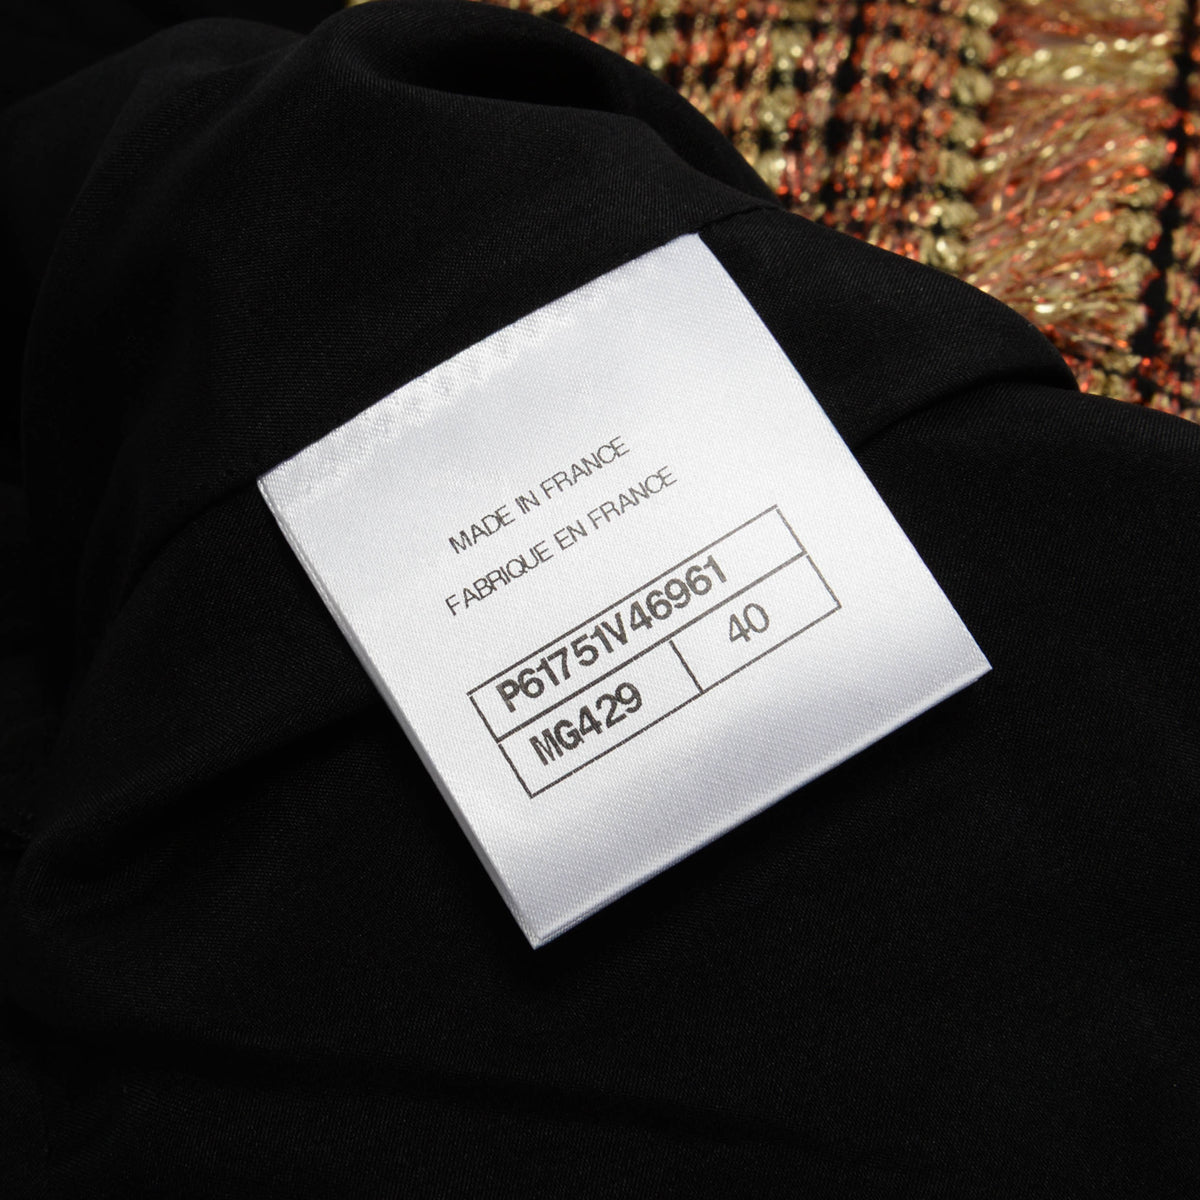 MADE IN FRANCE
FABRIQUE EN FRANCE
P61751V46961
MG429 40